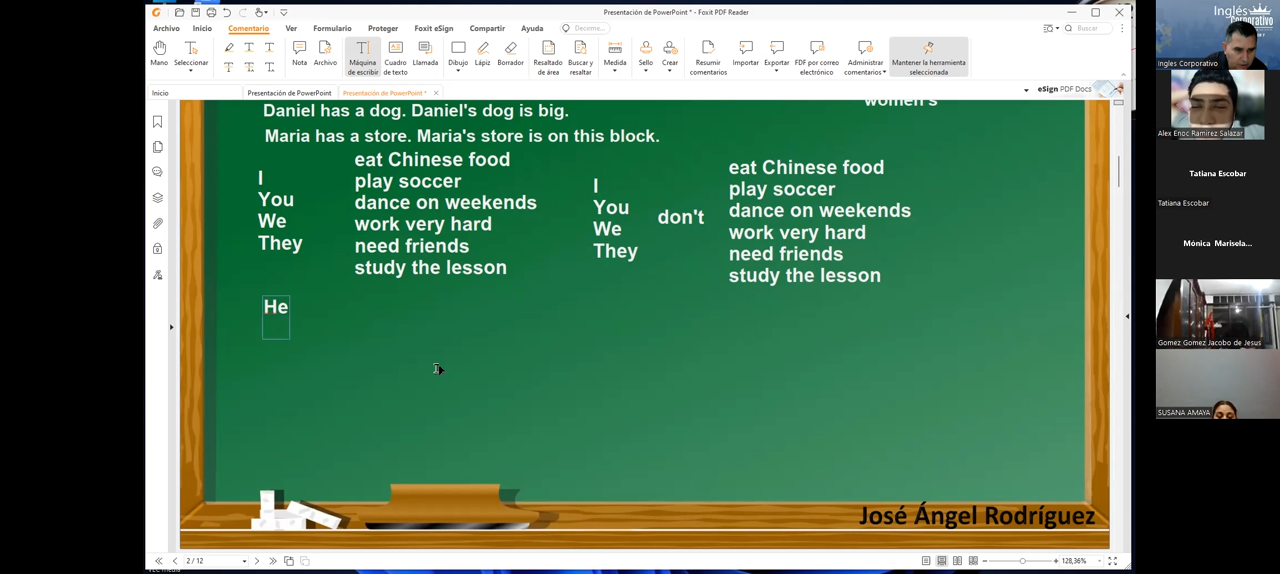 Presentación de PowerPoint * - Foxit PDF Reader
Archivo Inicio Comentario Ver Formulario Proteger Foxit eSign Compartir Ayuda Decirme... Buscar
Mano Seleccionar Nota Archivo Máquina de escribir Cuadro de texto Llamada Dibujo Lápiz Borrador Resaltado de área Buscar y resaltar Medida Sello Crear Resumir comentarios Importar Exportar FDF por correo electrónico Administrar comentarios Mantener la herramienta seleccionada
Inicio Presentación de PowerPoint Presentación de PowerPoint * eSign PDF Docs
women's
Daniel has a dog. Daniel's dog is big.
Maria has a store. Maria's store is on this block.
I
You
We
They
eat Chinese food
play soccer
dance on weekends
work very hard
need friends
study the lesson
I
You
We
They
don't
eat Chinese food
play soccer
dance on weekends
work very hard
need friends
study the lesson
He
José Ángel Rodríguez
2 / 12
128,36%
Inglés
Corporativo
Ingles Corporativo
Alex Enoc Ramirez Salazar
Tatiana Escobar
Tatiana Escobar
Mónica Marisela...
Gomez Gomez Jacobo de Jesus
SUSANA AMAYA